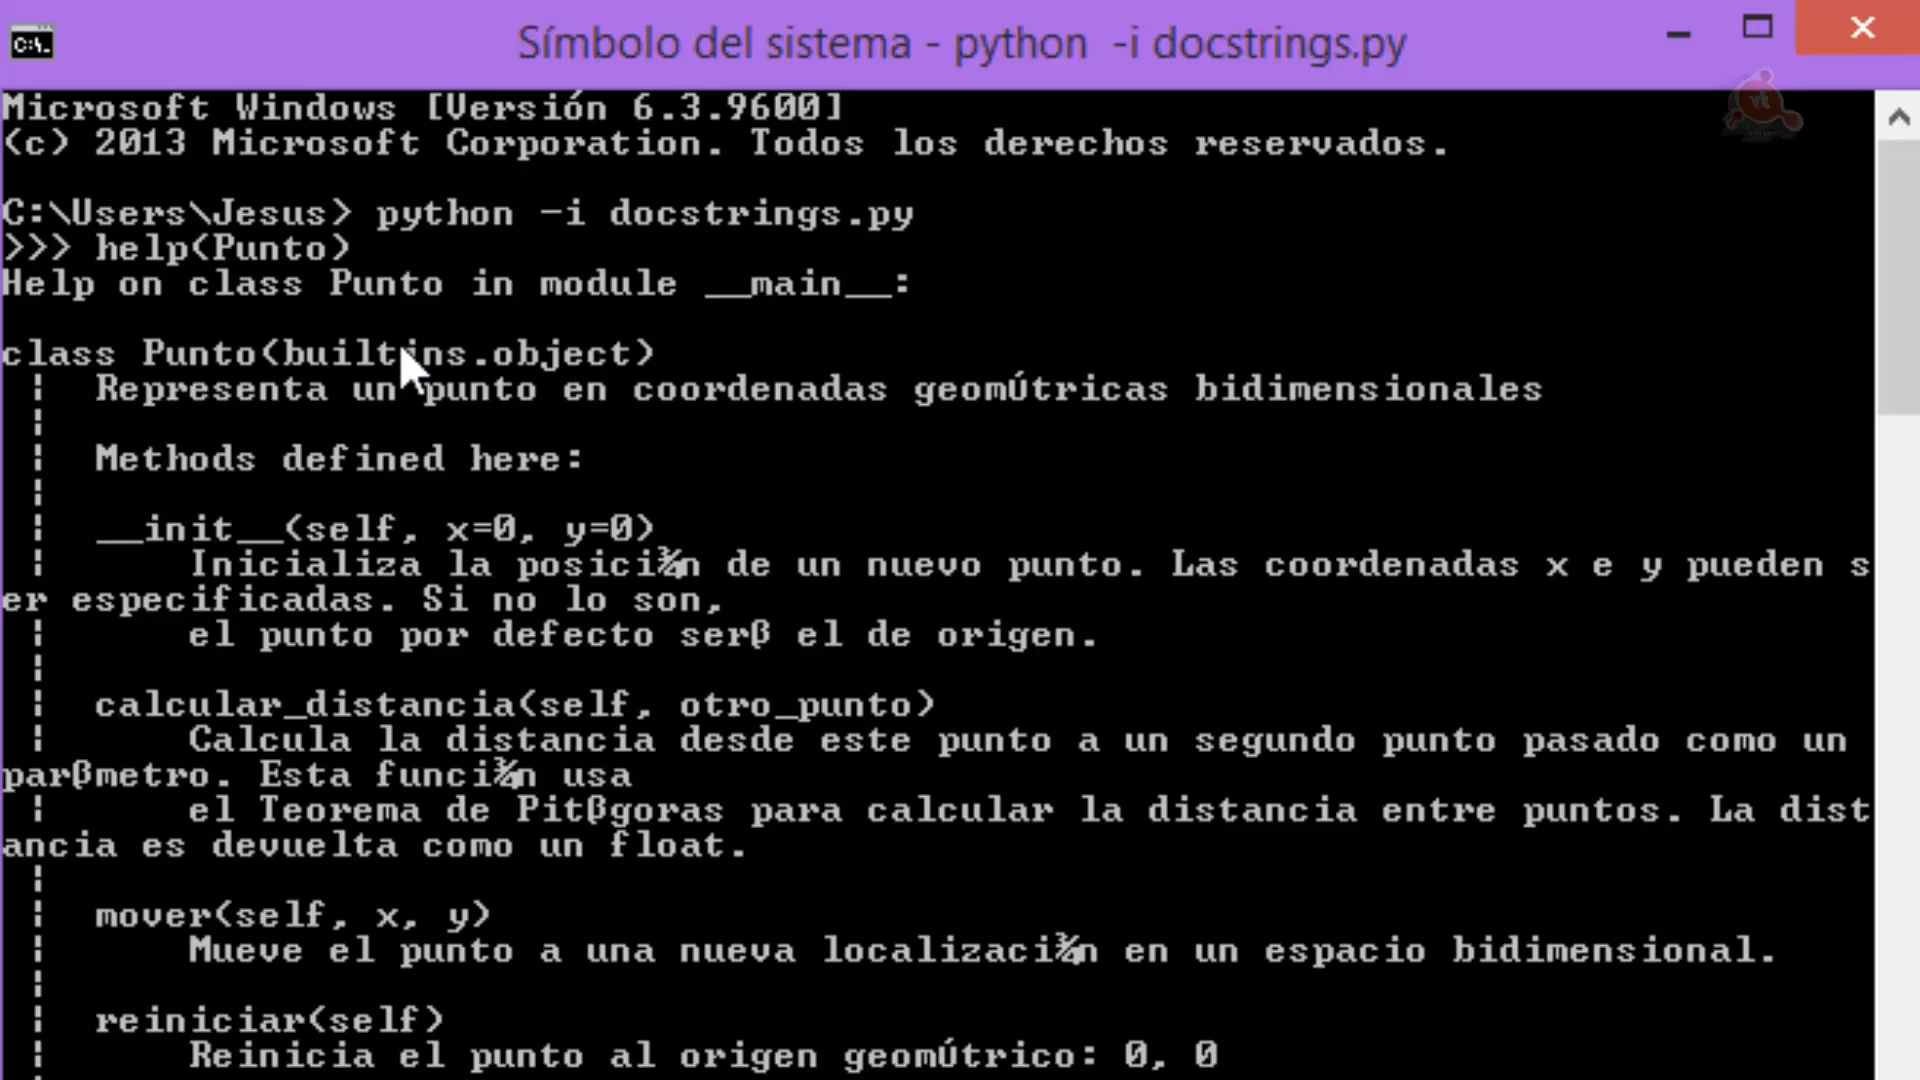 Símbolo del sistema - python -i docstrings.py
Microsoft Windows [Versión 6.3.9600]
(c) 2013 Microsoft Corporation. Todos los derechos reservados.
C:\Users\Jesus> python -i docstrings.py
>>> help(Punto)
Help on class Punto in module __main__:
class Punto(builtins.object)
 |  Representa un punto en coordenadas geomÚtricas bidimensionales
 |
 |  Methods defined here:
 |
 |  __init__(self, x=0, y=0)
 |      Inicializa la posici¾n de un nuevo punto. Las coordenadas x e y pueden s
er especificadas. Si no lo son,
 |      el punto por defecto serß el de origen.
 |
 |  calcular_distancia(self, otro_punto)
 |      Calcula la distancia desde este punto a un segundo punto pasado como un
parßmetro. Esta funci¾n usa
 |      el Teorema de Pitßgoras para calcular la distancia entre puntos. La dist
ancia es devuelta como un float.
 |
 |  mover(self, x, y)
 |      Mueve el punto a una nueva localizaci¾n en un espacio bidimensional.
 |
 |  reiniciar(self)
 |      Reinicia el punto al origen geomÚtrico: 0, 0